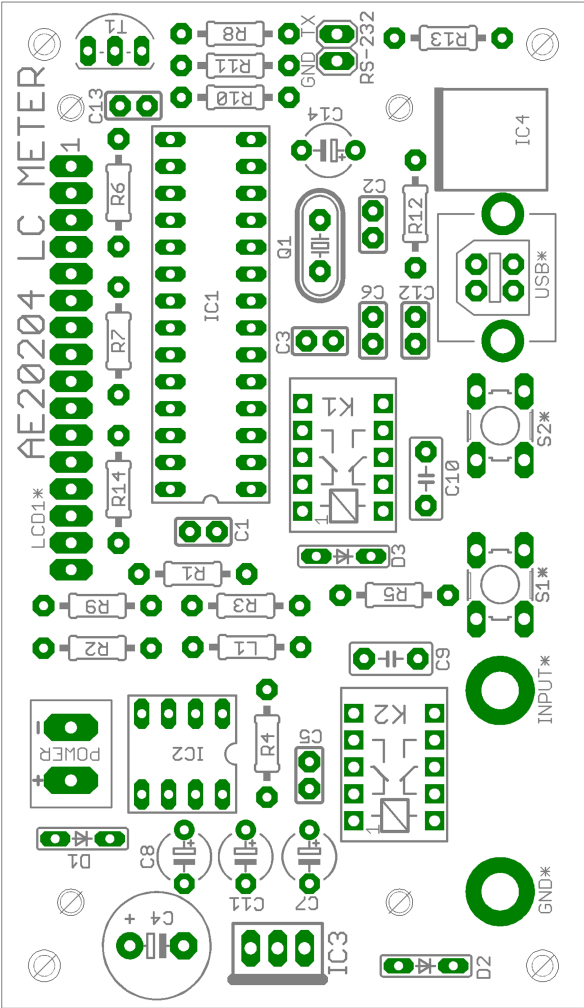 T1
R8
R11
R10
TX
GND
RS-232
R13
C13
C14
IC4
AE20204 LC METER
1
R6
C2
R12
Q1
IC1
USB*
R7
C3
C6
C12
K1
1
S2*
LCD1*
R14
C10
C1
D3
R1
S1*
R9
R3
R5
R2
L1
C9
INPUT*
-
POWER
+
IC2
R4
C5
K2
1
D1
C8
+
C11
+
C7
+
GND*
+
C4
IC3
D2